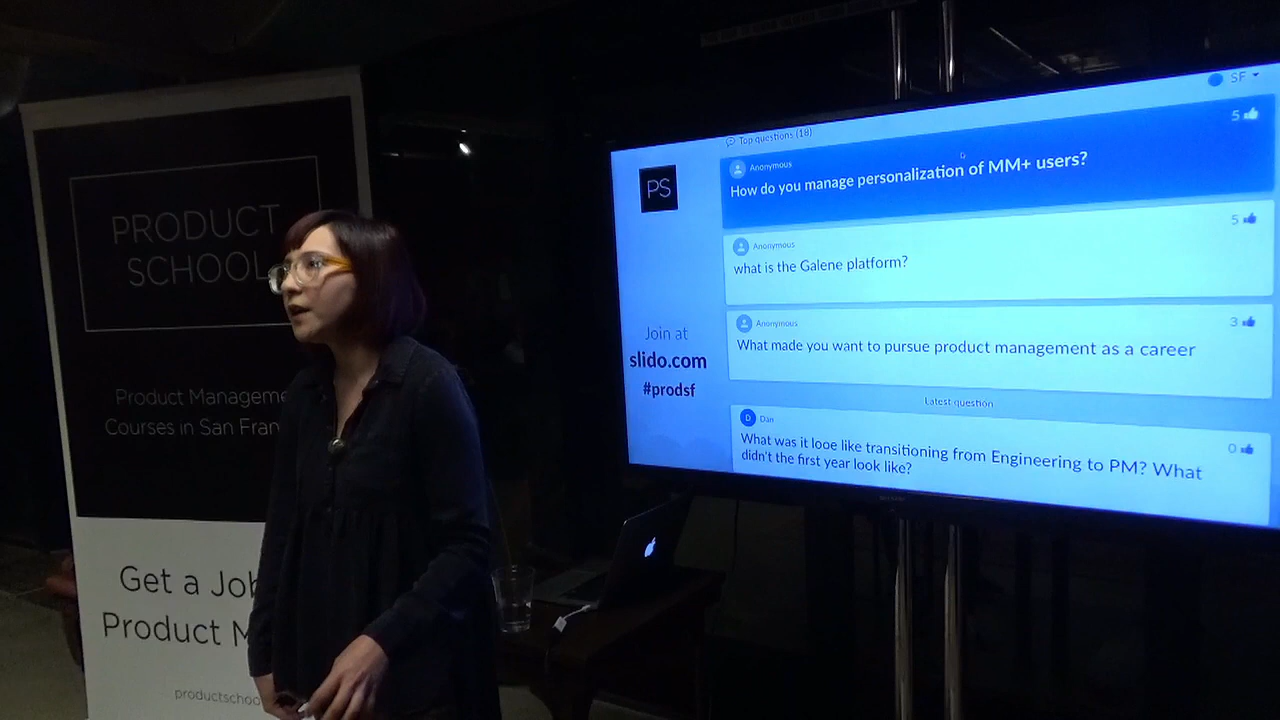 PRODUCT
SCHOOL
Product Manageme
Courses in San Fran
Get a Job
Product M
productschoo
SF
Top questions (18)
PS
Join at
slido.com
#prodsf
Anonymous
5
How do you manage personalization of MM+ users?
Anonymous
5
what is the Galene platform?
Anonymous
3
What made you want to pursue product management as a career
Latest question
D
Dan
0
What was it looe like transitioning from Engineering to PM? What
didn't the first year look like?